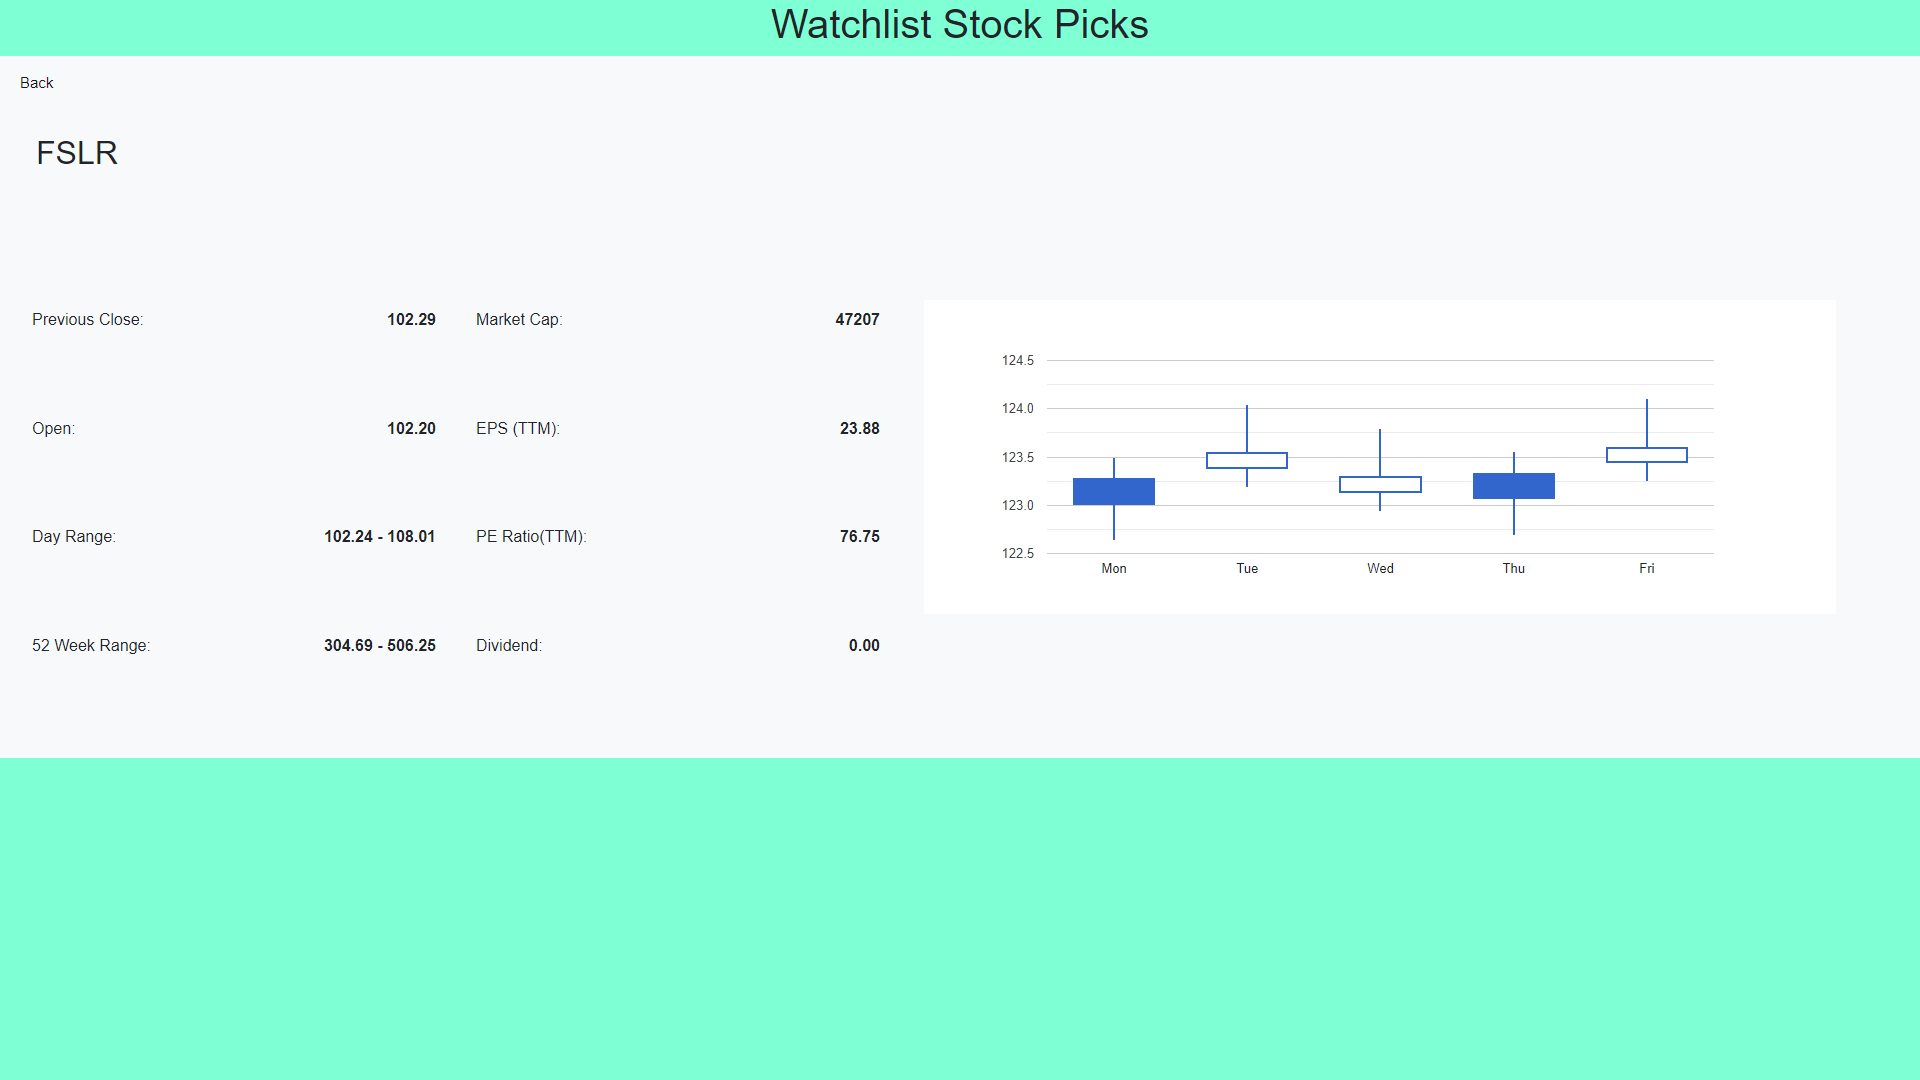 Watchlist Stock Picks
Back
FSLR
Previous Close: 102.29 Market Cap: 47207
Open: 102.20 EPS (TTM): 23.88
Day Range: 102.24 - 108.01 PE Ratio(TTM): 76.75
52 Week Range: 304.69 - 506.25 Dividend: 0.00
124.5
124.0
123.5
123.0
122.5
Mon Tue Wed Thu Fri